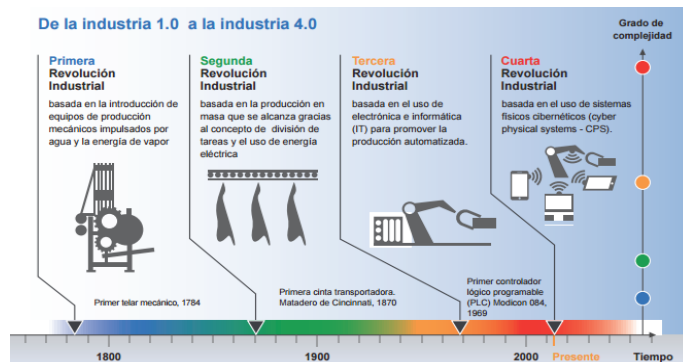 De la industria 1.0 a la industria 4.0
Grado de
complejidad
Primera
Revolución
Industrial
basada en la introducción de
equipos de producción
mecánicos impulsados por
agua y la energía de vapor
Segunda
Revolución
Industrial
basada en la producción en
masa que se alcanza gracias
al concepto de división de
tareas y el uso de energía
eléctrica
Tercera
Revolución
Industrial
basada en el uso de
electrónica e informática
(IT) para promover la
producción automatizada.
Cuarta
Revolución
Industrial
basada en el uso de sistemas
físicos cibernéticos (cyber
physical systems - CPS).
Primer telar mecánico, 1784
Primera cinta transportadora.
Matadero de Cincinnati, 1870
Primer controlador
lógico programable
(PLC) Modicon 084,
1969
1800
1900
2000
Presente
Tiempo